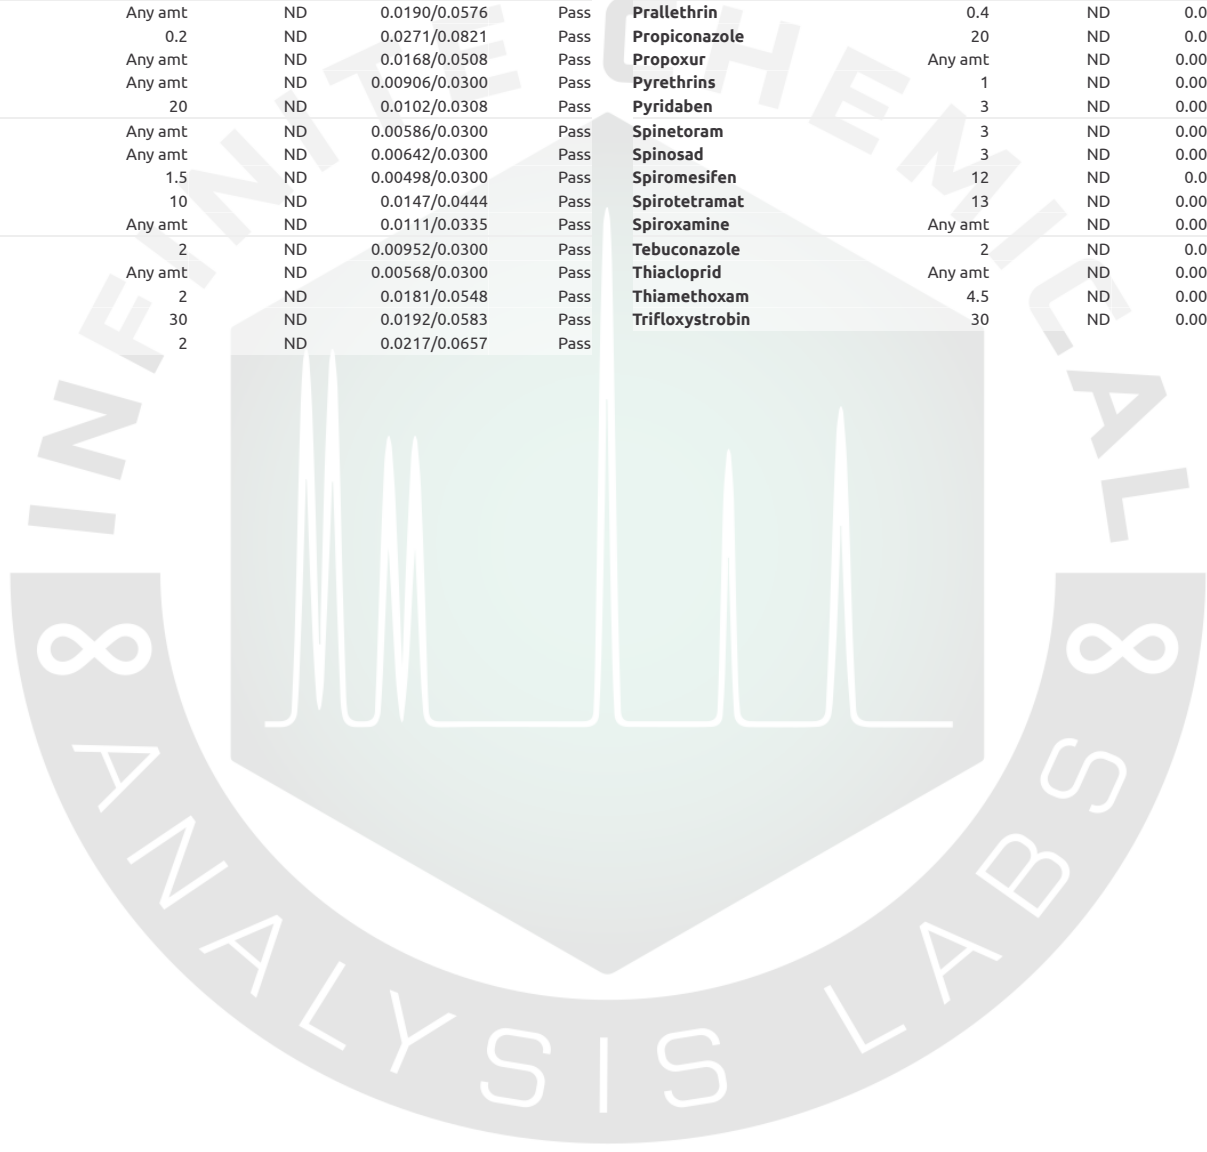 Any amt ND 0.0190/0.0576 Pass Prallethrin 0.4 ND 0.0
0.2 ND 0.0271/0.0821 Pass Propiconazole 20 ND 0.0
Any amt ND 0.0168/0.0508 Pass Propoxur Any amt ND 0.00
Any amt ND 0.00906/0.0300 Pass Pyrethrins 1 ND 0.00
20 ND 0.0102/0.0308 Pass Pyridaben 3 ND 0.00
Any amt ND 0.00586/0.0300 Pass Spinetoram 3 ND 0.00
Any amt ND 0.00642/0.0300 Pass Spinosad 3 ND 0.00
1.5 ND 0.00498/0.0300 Pass Spiromesifen 12 ND 0.0
10 ND 0.0147/0.0444 Pass Spirotetramat 13 ND 0.00
Any amt ND 0.0111/0.0335 Pass Spiroxamine Any amt ND 0.00
2 ND 0.00952/0.0300 Pass Tebuconazole 2 ND 0.0
Any amt ND 0.00568/0.0300 Pass Thiacloprid Any amt ND 0.00
2 ND 0.0181/0.0548 Pass Thiamethoxam 4.5 ND 0.00
30 ND 0.0192/0.0583 Pass Trifloxystrobin 30 ND 0.00
2 ND 0.0217/0.0657 Pass
INFINITE CHEMICAL
∞ ANALYSIS LABS ∞